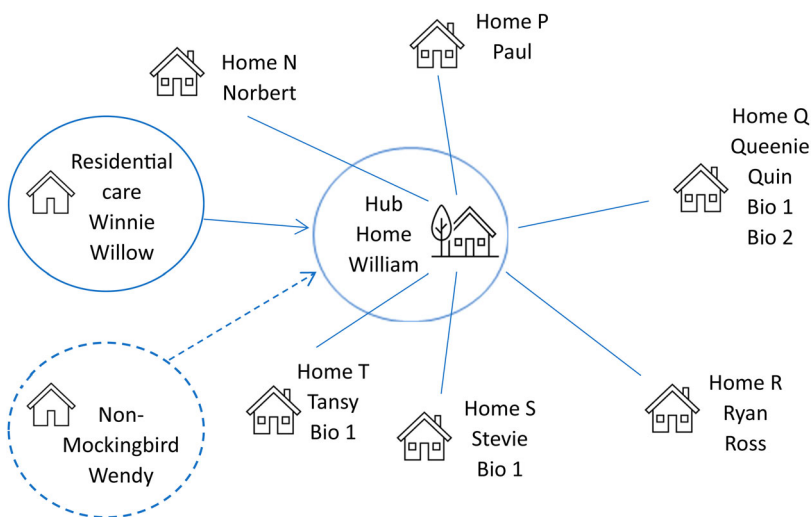 Home N
Norbert
Home P
Paul
Home Q
Queenie
Quin
Bio 1
Bio 2
Residential
care
Winnie
Willow
Hub
Home
William
Non-
Mockingbird
Wendy
Home T
Tansy
Bio 1
Home S
Stevie
Bio 1
Home R
Ryan
Ross